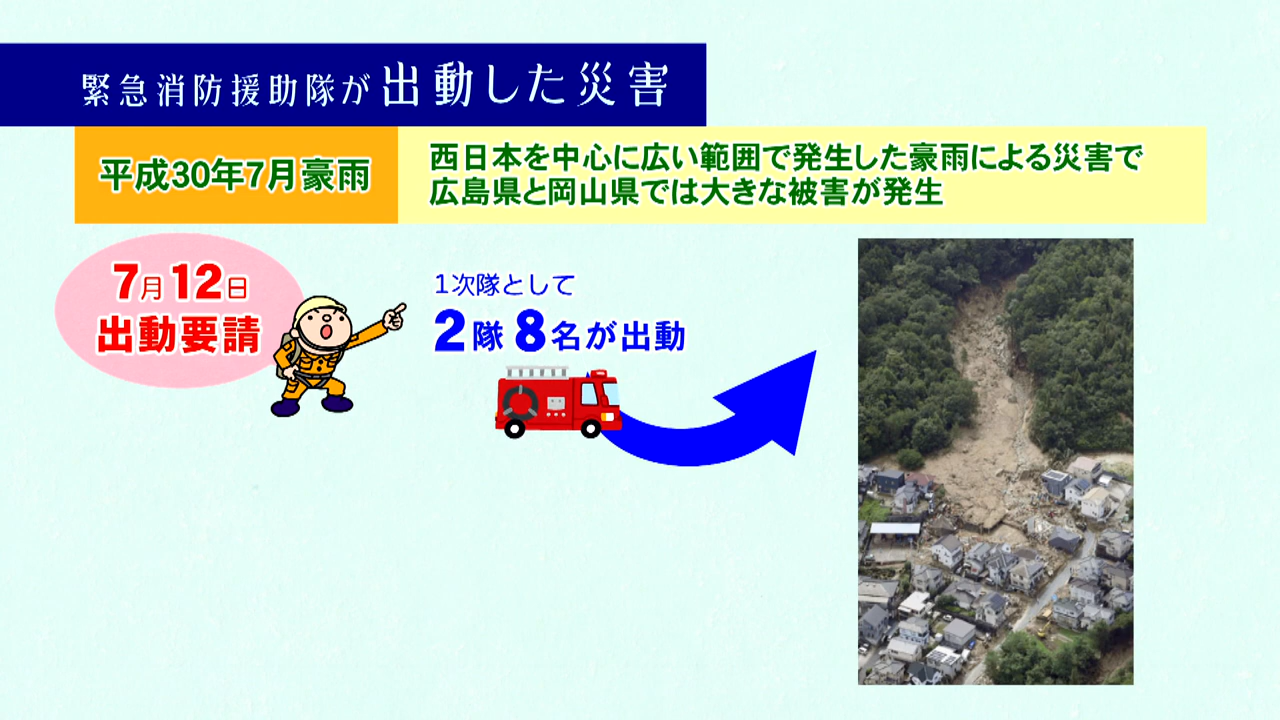 緊急消防援助隊が出動した災害
平成30年7月豪雨
西日本を中心に広い範囲で発生した豪雨による災害で
広島県と岡山県では大きな被害が発生
7月12日
出動要請
1次隊として
2隊8名が出動